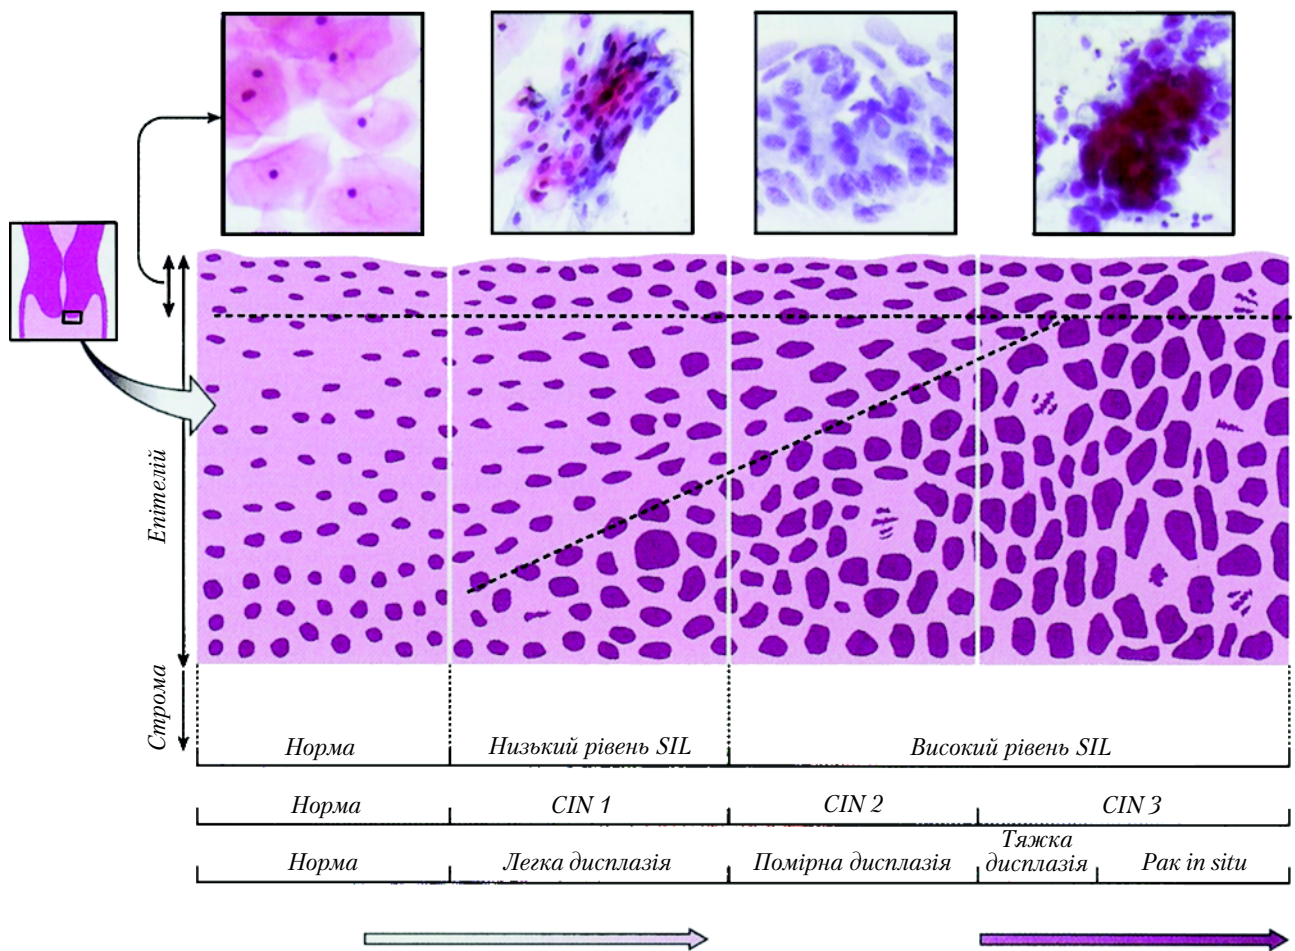 Епітелій
Строма
Норма
Низький рівень SIL
Високий рівень SIL
Норма
CIN 1
CIN 2
CIN 3
Норма
Легка дисплазія
Помірна дисплазія
Тяжка
дисплазія
Рак in situ